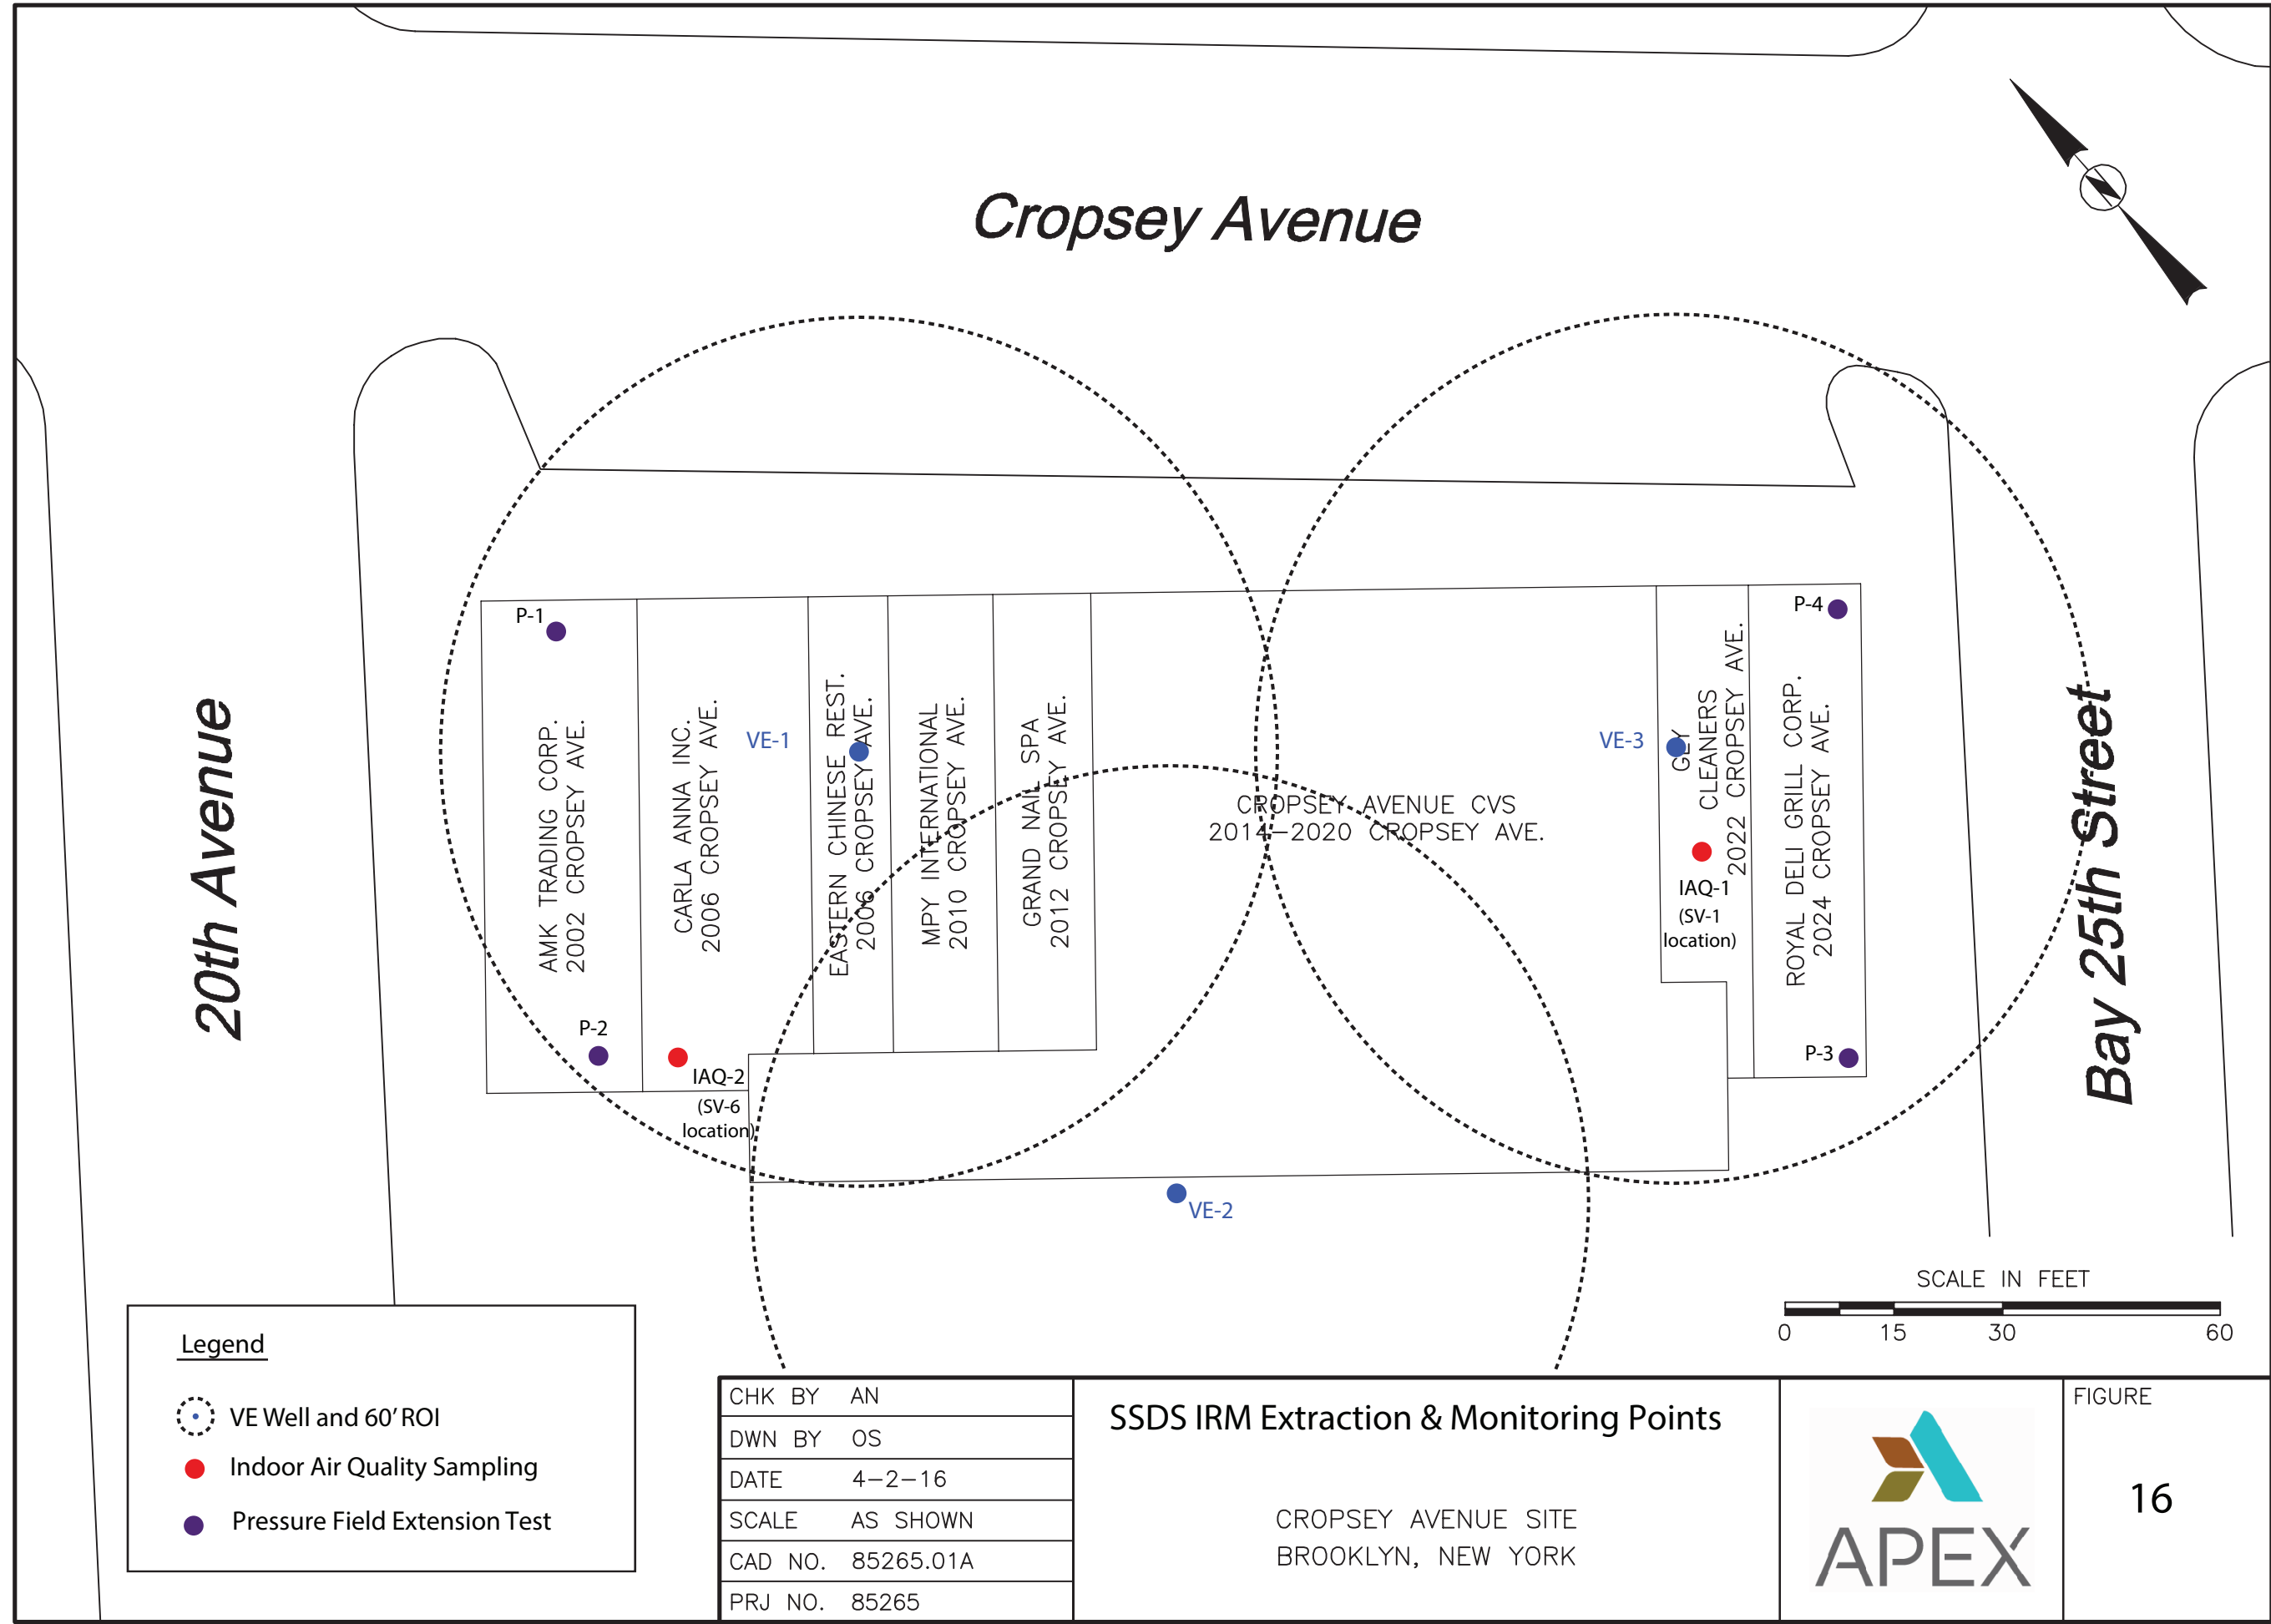 Cropsey Avenue
N
20th Avenue
Bay 25th Street
P-1
AMK TRADING CORP.
2002 CROPSEY AVE.
P-2
CARLA ANNA INC.
2006 CROPSEY AVE.
IAQ-2
(SV-6
location)
VE-1
EASTERN CHINESE REST.
2006 CROPSEY AVE.
MPY INTERNATIONAL
2010 CROPSEY AVE.
GRAND NAIL SPA
2012 CROPSEY AVE.
CROPSEY AVENUE CVS
2014-2020 CROPSEY AVE.
VE-3
GEY
CLEANERS
2022 CROPSEY AVE.
IAQ-1
(SV-1
location)
P-4
ROYAL DELI GRILL CORP.
2024 CROPSEY AVE.
P-3
VE-2
SCALE IN FEET
0 15 30 60
Legend
VE Well and 60' ROI
Indoor Air Quality Sampling
Pressure Field Extension Test
CHK BY AN
DWN BY OS
DATE 4-2-16
SCALE AS SHOWN
CAD NO. 85265.01A
PRJ NO. 85265
SSDS IRM Extraction & Monitoring Points
CROPSEY AVENUE SITE
BROOKLYN, NEW YORK
APEX
FIGURE
16